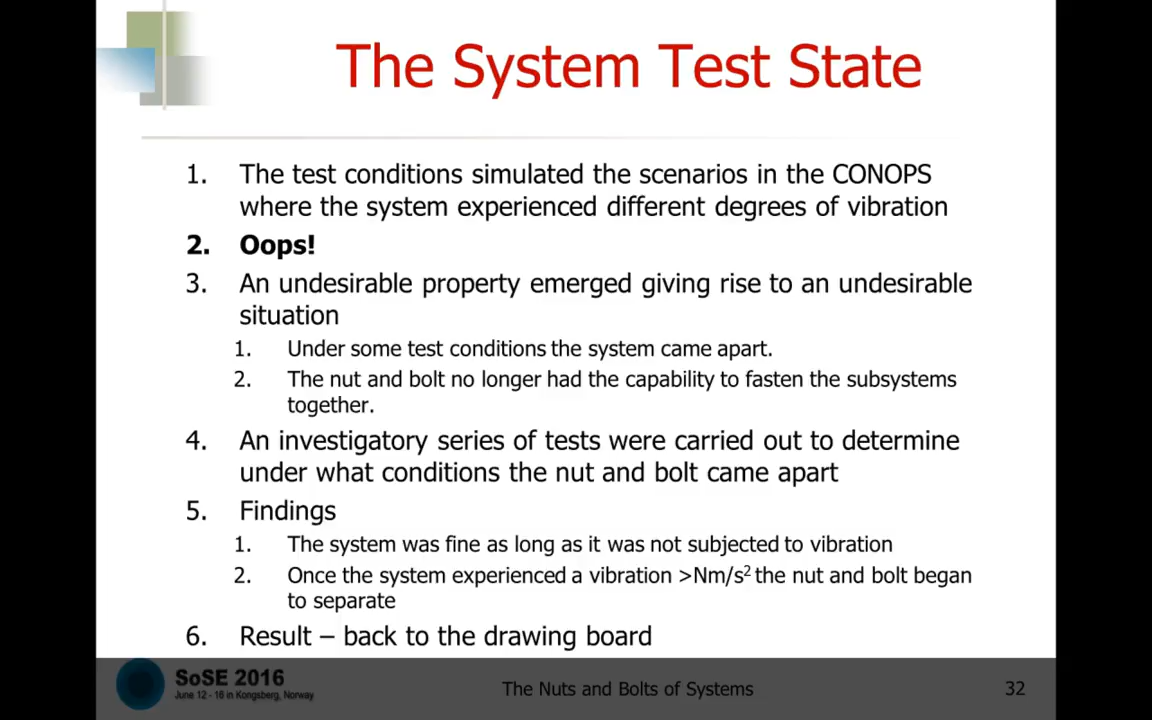 The System Test State
1. The test conditions simulated the scenarios in the CONOPS
where the system experienced different degrees of vibration
2. Oops!
3. An undesirable property emerged giving rise to an undesirable
situation
1. Under some test conditions the system came apart.
2. The nut and bolt no longer had the capability to fasten the subsystems
together.
4. An investigatory series of tests were carried out to determine
under what conditions the nut and bolt came apart
5. Findings
1. The system was fine as long as it was not subjected to vibration
2. Once the system experienced a vibration >Nm/s² the nut and bolt began
to separate
6. Result – back to the drawing board
SoSE 2016
June 12 - 16 in Kongsberg, Norway
The Nuts and Bolts of Systems
32